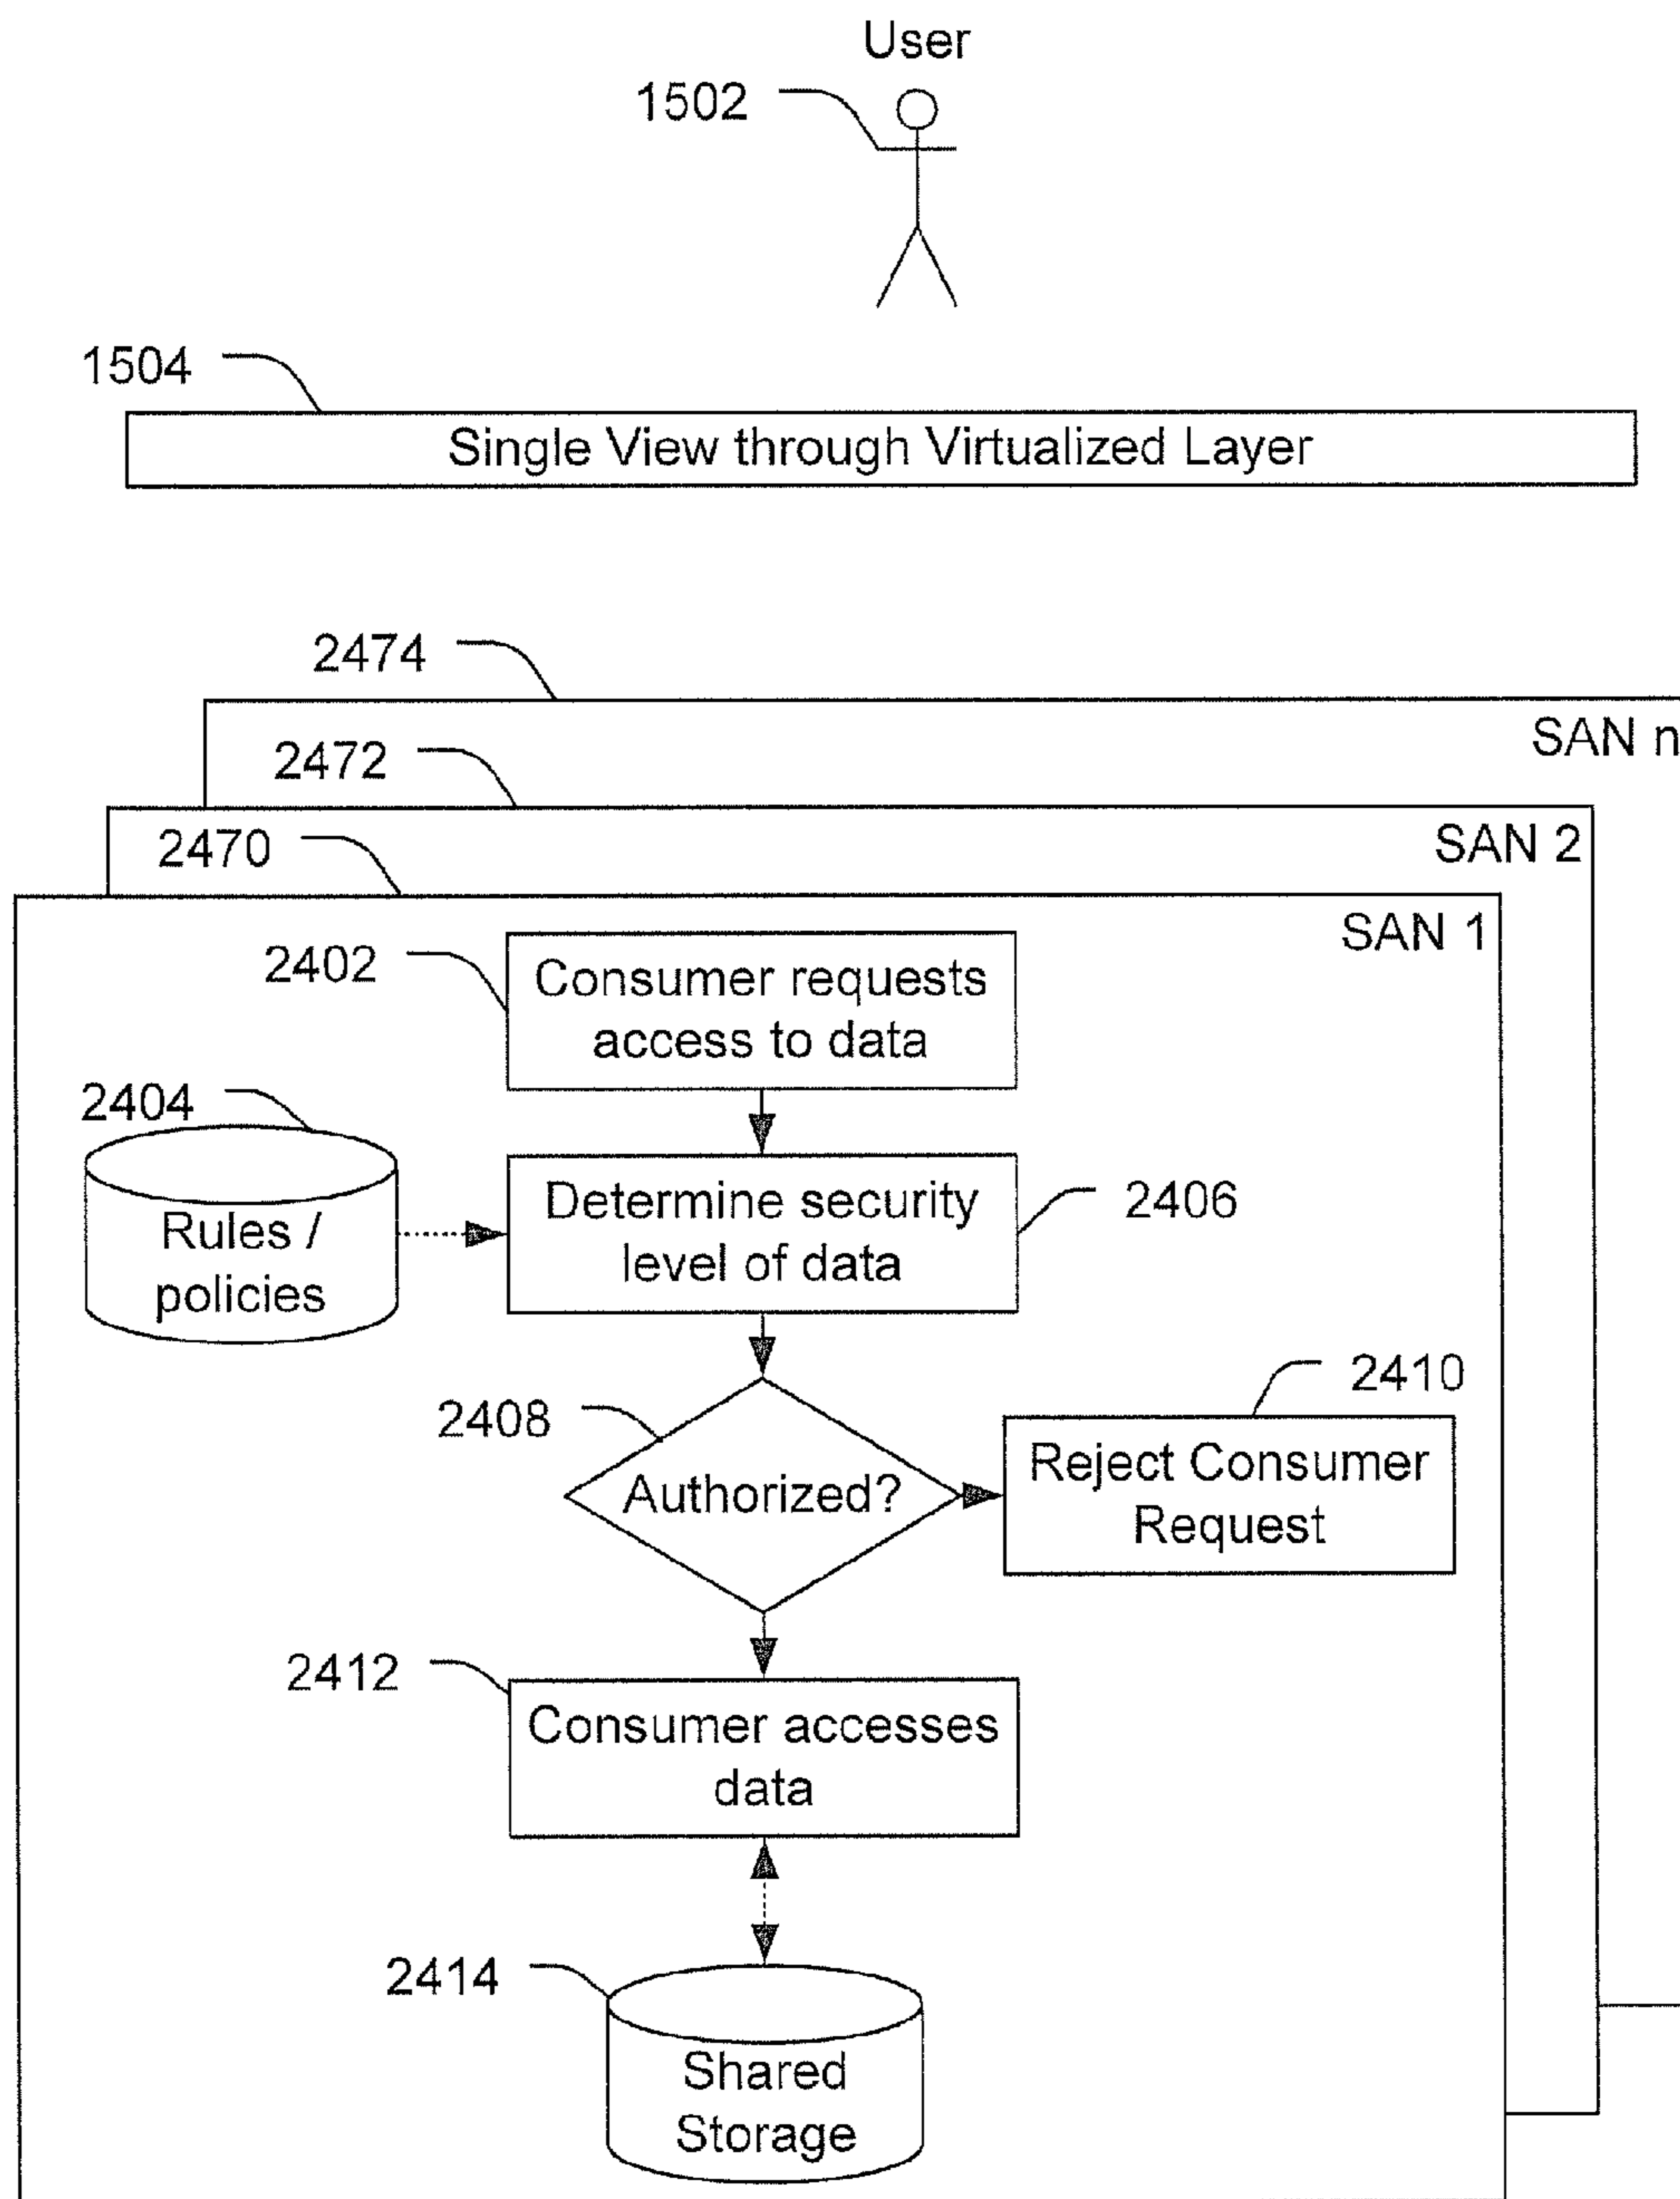 User
1502
1504
Single View through Virtualized Layer
2474
SAN n
2472
SAN 2
2470
SAN 1
2402
Consumer requests
access to data
2404
Rules /
policies
Determine security
level of data
2406
2408
Authorized?
2410
Reject Consumer
Request
2412
Consumer accesses
data
2414
Shared
Storage